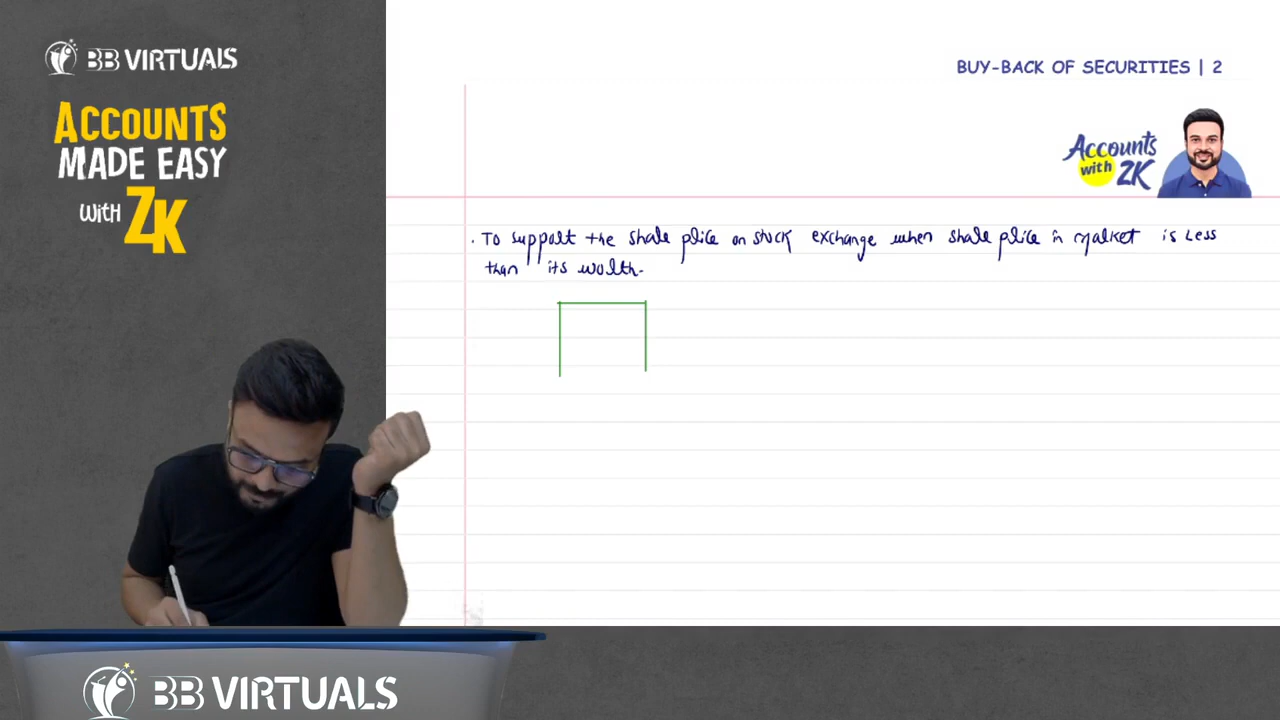 BB VIRTUALS
ACCOUNTS
MADE EASY
WITH ZK
BUY-BACK OF SECURITIES | 2
Accounts
with ZK
. To support the share price on stock exchange when share price in market is less
than its worth.
BB VIRTUALS